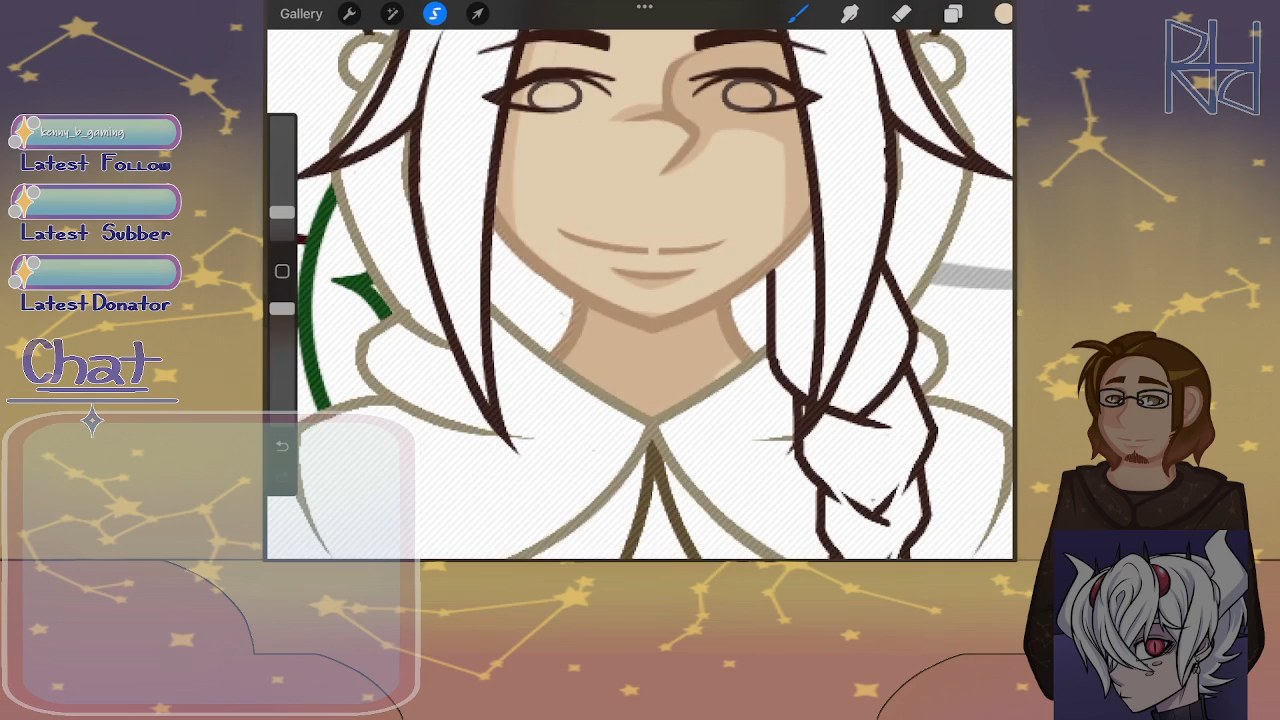 Gallery
kenny_b_gaming
Latest Follow
Latest Subber
Latest Donator
Chat